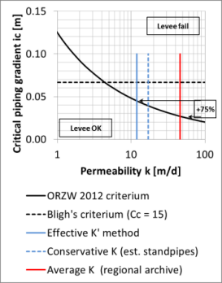 Critical piping gradient ic [m]
0.15
0.10
0.05
0.00
Levee fail
+75%
Levee OK
1 10 100
Permeability k [m/d]
ORZW 2012 criterium
Bligh's criterium (Cc = 15)
Effective K' method
Conservative K (est. standpipes)
Average K (regional archive)